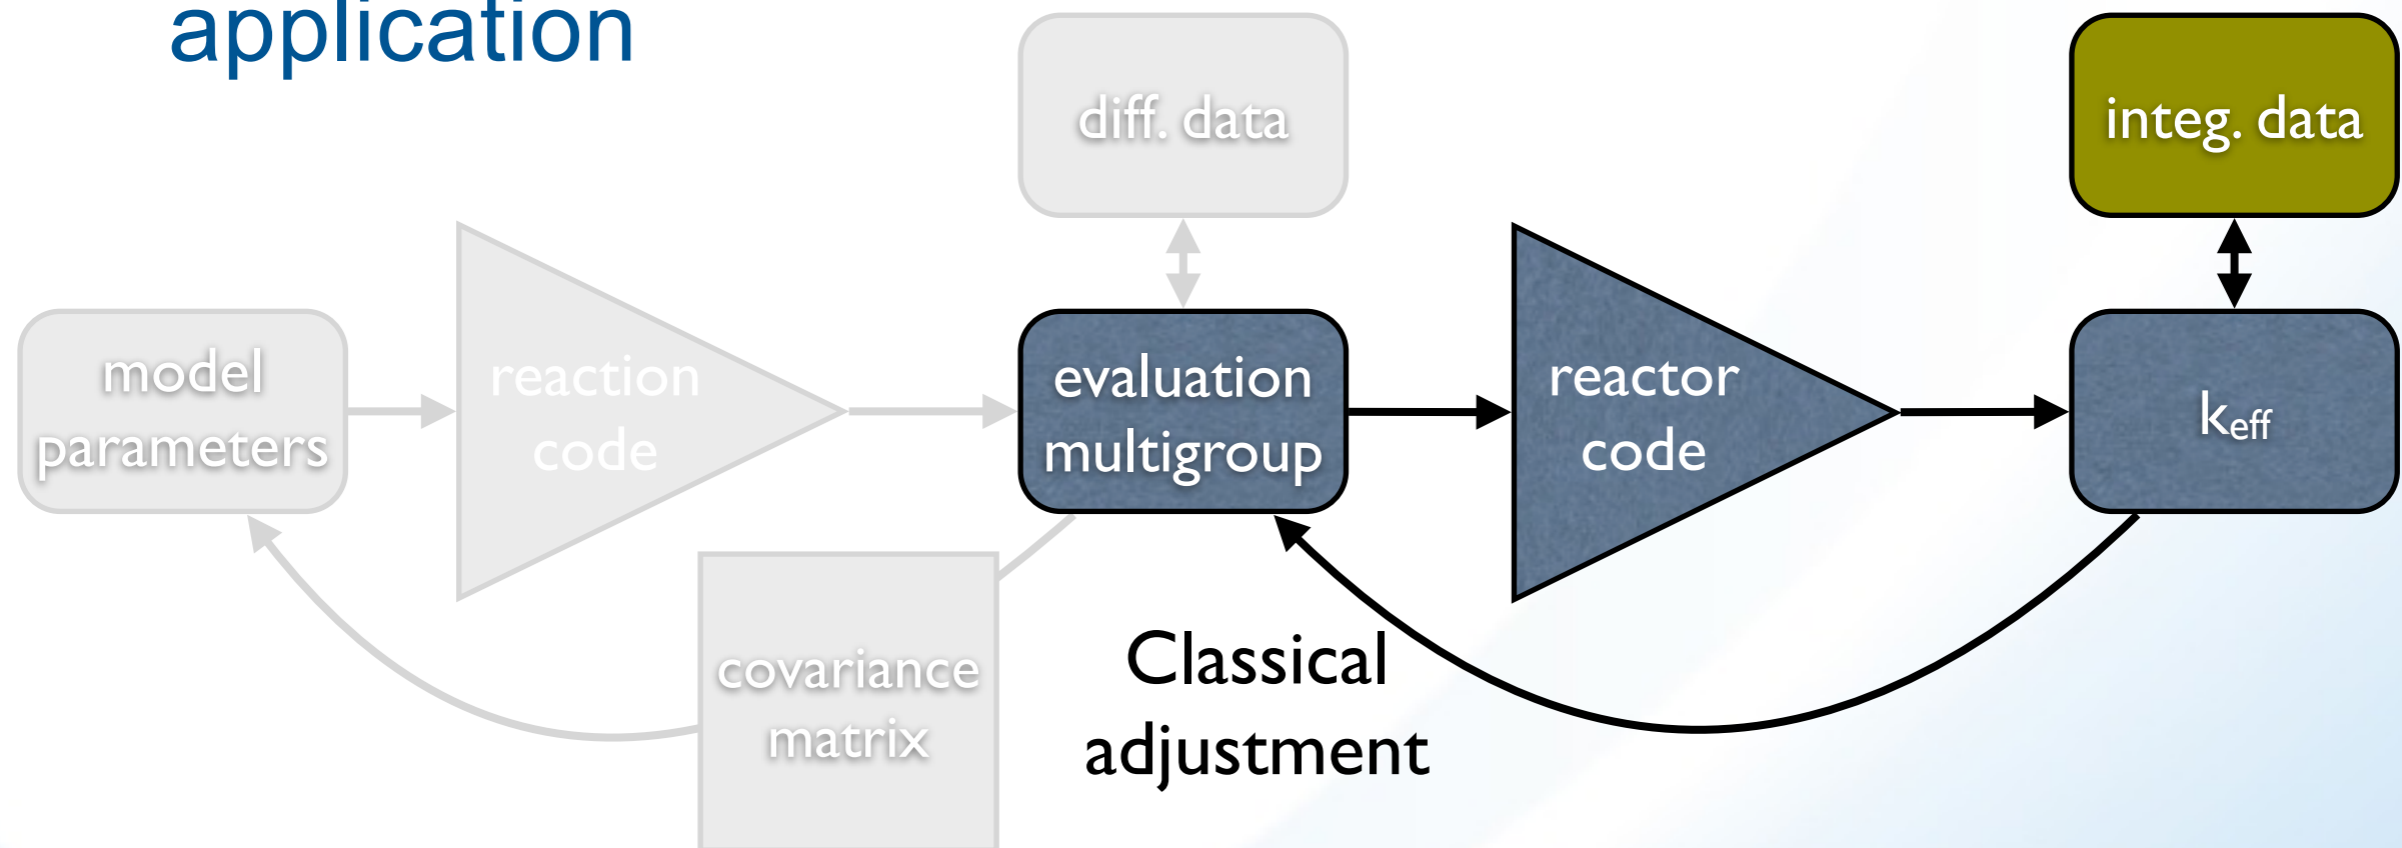 application
diff. data
integ. data
model
parameters
reaction
code
evaluation
multigroup
reactor
code
keff
covariance
matrix
Classical
adjustment